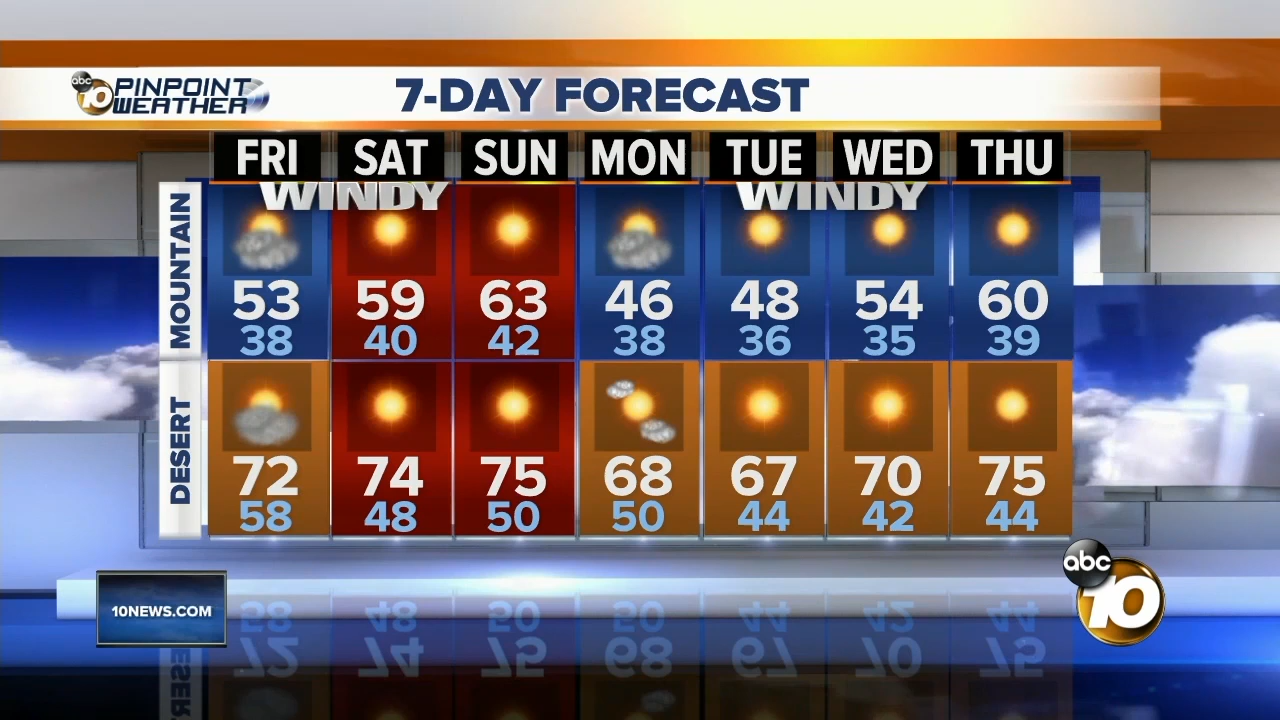 abc 10 PINPOINT WEATHER
7-DAY FORECAST
FRI SAT SUN MON TUE WED THU
WINDY WINDY
MOUNTAIN
53 59 63 46 48 54 60
38 40 42 38 36 35 39
DESERT
72 74 75 68 67 70 75
58 48 50 50 44 42 44
10NEWS.COM
abc 10